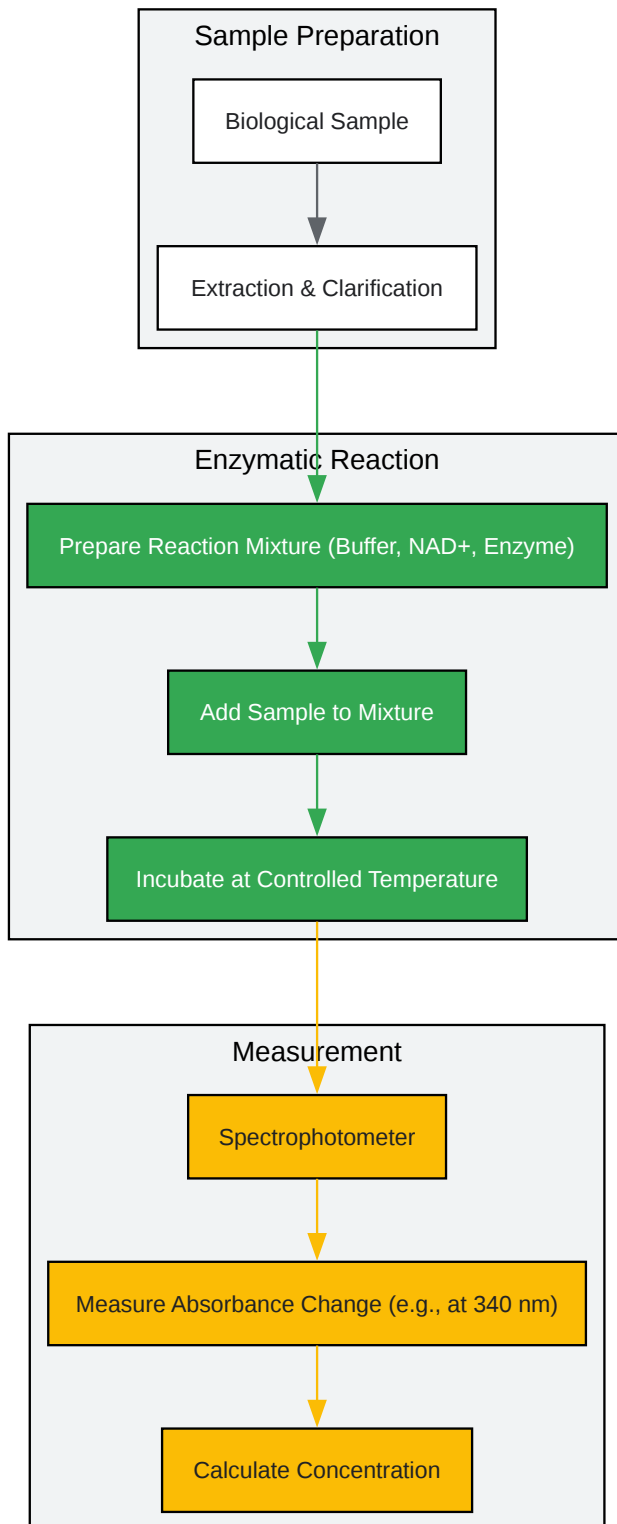 Sample Preparation
Biological Sample
Extraction & Clarification
Enzymatic Reaction
Prepare Reaction Mixture (Buffer, NAD+, Enzyme)
Add Sample to Mixture
Incubate at Controlled Temperature
Measurement
Spectrophotometer
Measure Absorbance Change (e.g., at 340 nm)
Calculate Concentration